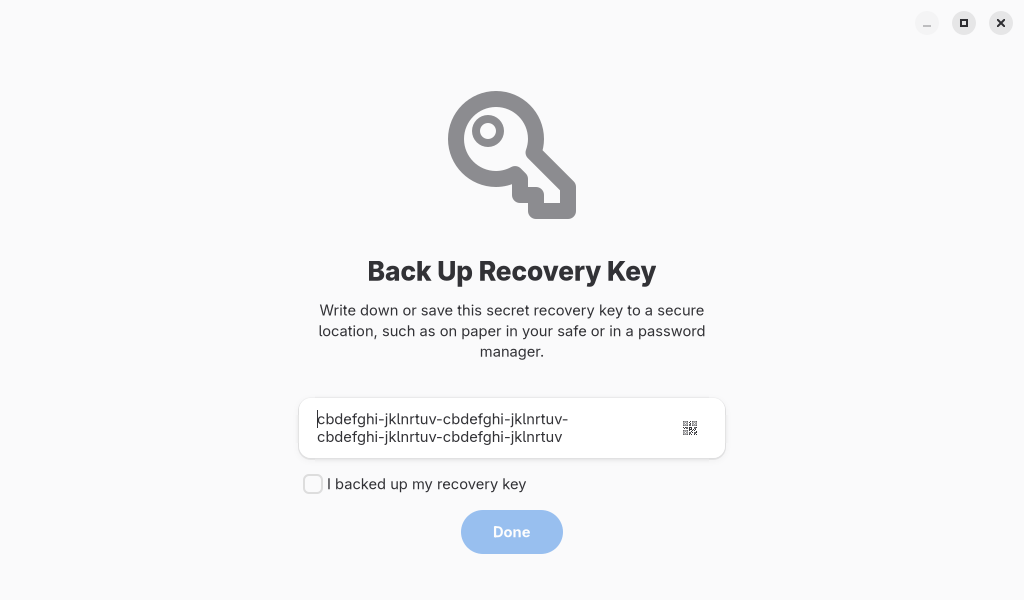 Back Up Recovery Key
Write down or save this secret recovery key to a secure
location, such as on paper in your safe or in a password
manager.
cbdefghi-jklnrtuv-cbdefghi-jklnrtuv-
cbdefghi-jklnrtuv-cbdefghi-jklnrtuv
I backed up my recovery key
Done